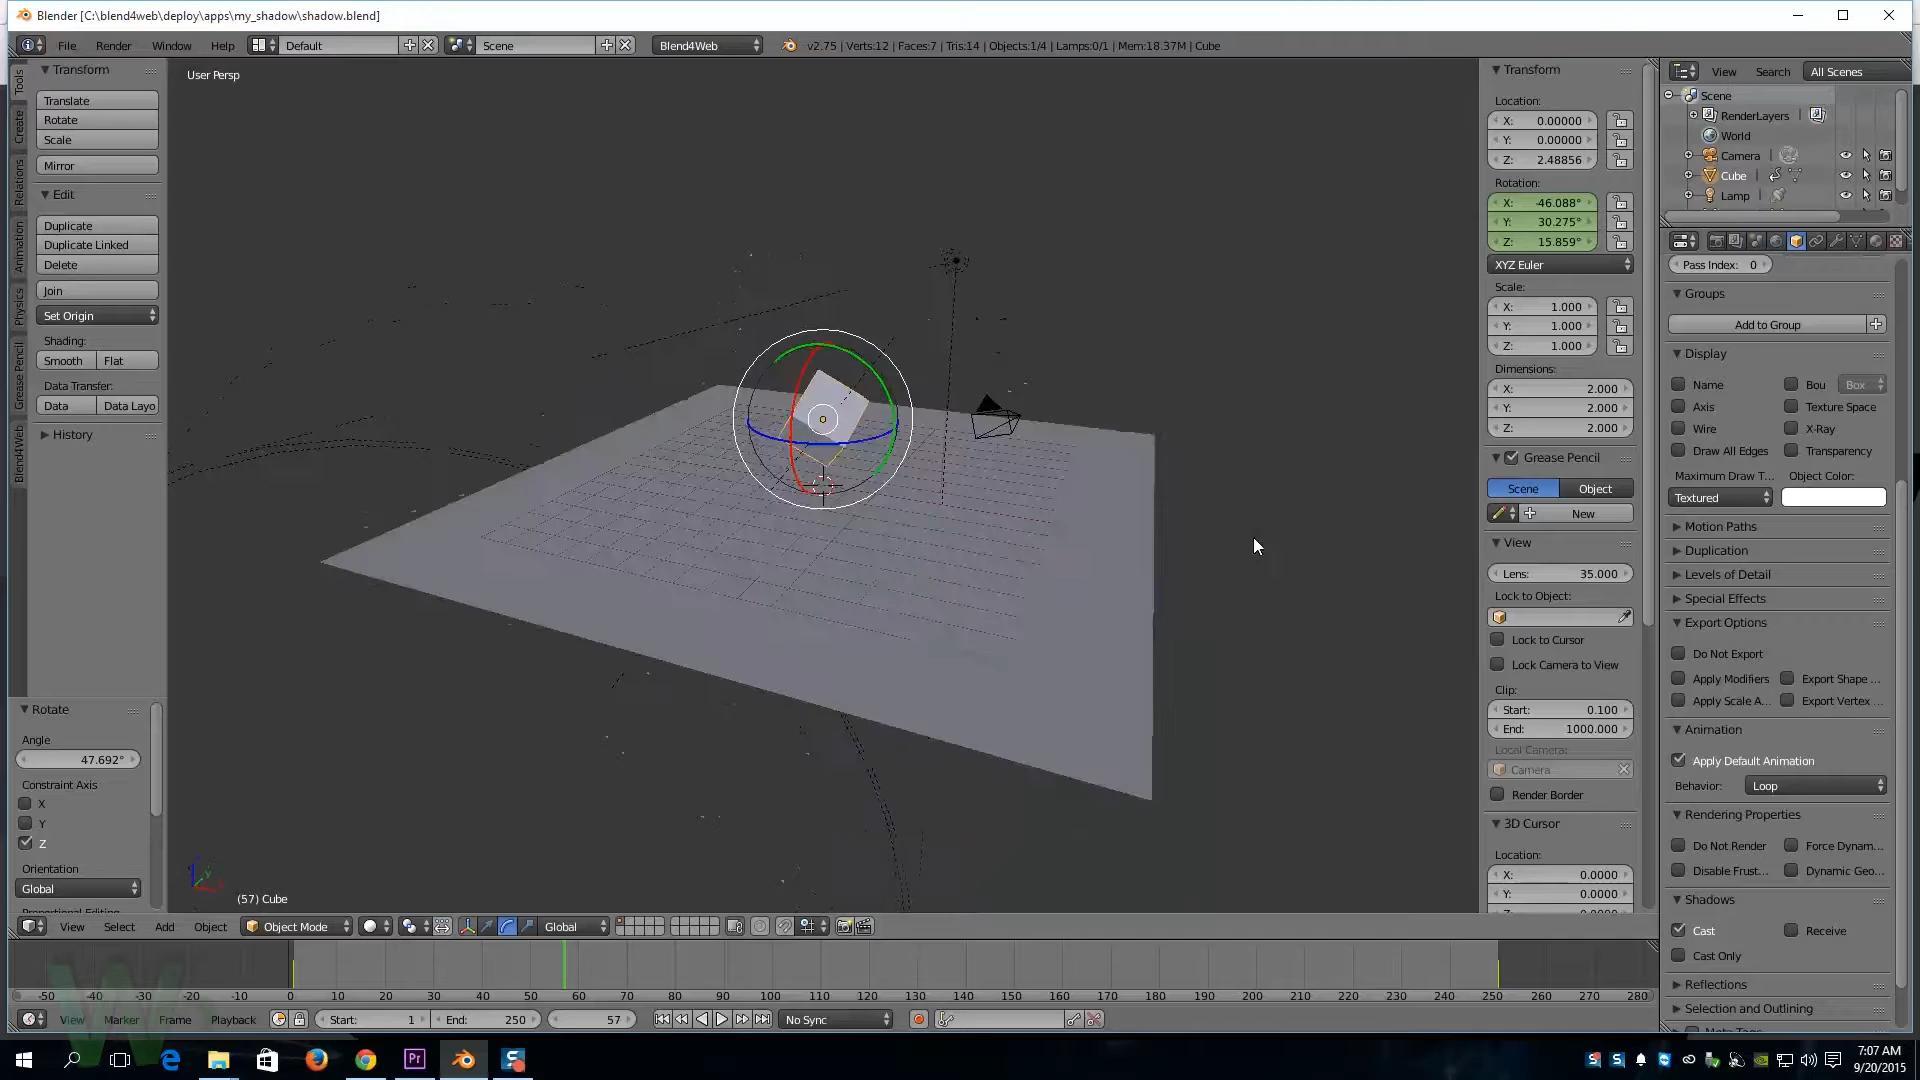 Blender [C:\blend4web\deploy\apps\my_shadow\shadow.blend]
File Render Window Help Default Scene Blend4Web v2.75 | Verts:12 | Faces:7 | Tris:14 | Objects:1/4 | Lamps:0/1 | Mem:18.37M | Cube
Tools
Create
Relations
Animation
Physics
Grease Pencil
Blend4Web
Transform
Translate
Rotate
Scale
Mirror
Edit
Duplicate
Duplicate Linked
Delete
Join
Set Origin
Shading:
Smooth Flat
Data Transfer:
Data Data Layo
History
Rotate
Angle
47.692°
Constraint Axis
X
Y
Z
Orientation
Global
Proportional Editing
User Persp
(57) Cube
Transform
Location:
X: 0.00000
Y: 0.00000
Z: 2.48856
Rotation:
X: -46.088°
Y: 30.275°
Z: 15.859°
XYZ Euler
Scale:
X: 1.000
Y: 1.000
Z: 1.000
Dimensions:
X: 2.000
Y: 2.000
Z: 2.000
Grease Pencil
Scene Object
New
View
Lens: 35.000
Lock to Object:
Lock to Cursor
Lock Camera to View
Clip:
Start: 0.100
End: 1000.000
Local Camera:
Camera
Render Border
3D Cursor
Location:
X: 0.0000
Y: 0.0000
View Search All Scenes
Scene
RenderLayers
World
Camera
Cube
Lamp
Pass Index: 0
Groups
Add to Group
Display
Name Bou Box
Axis Texture Space
Wire X-Ray
Draw All Edges Transparency
Maximum Draw T... Object Color:
Textured
Motion Paths
Duplication
Levels of Detail
Special Effects
Export Options
Do Not Export
Apply Modifiers Export Shape ...
Apply Scale A... Export Vertex ...
Animation
Apply Default Animation
Behavior: Loop
Rendering Properties
Do Not Render Force Dynam...
Disable Frust... Dynamic Geo...
Shadows
Cast Receive
Cast Only
Reflections
Selection and Outlining
View Select Add Object Object Mode Global
-50 -40 -30 -20 -10 0 10 20 30 40 50 60 70 80 90 100 110 120 130 140 150 160 170 180 190 200 210 220 230 240 250 260 270 280
View Marker Frame Playback Start: 1 End: 250 57 No Sync
Pr
7:07 AM
9/20/2015